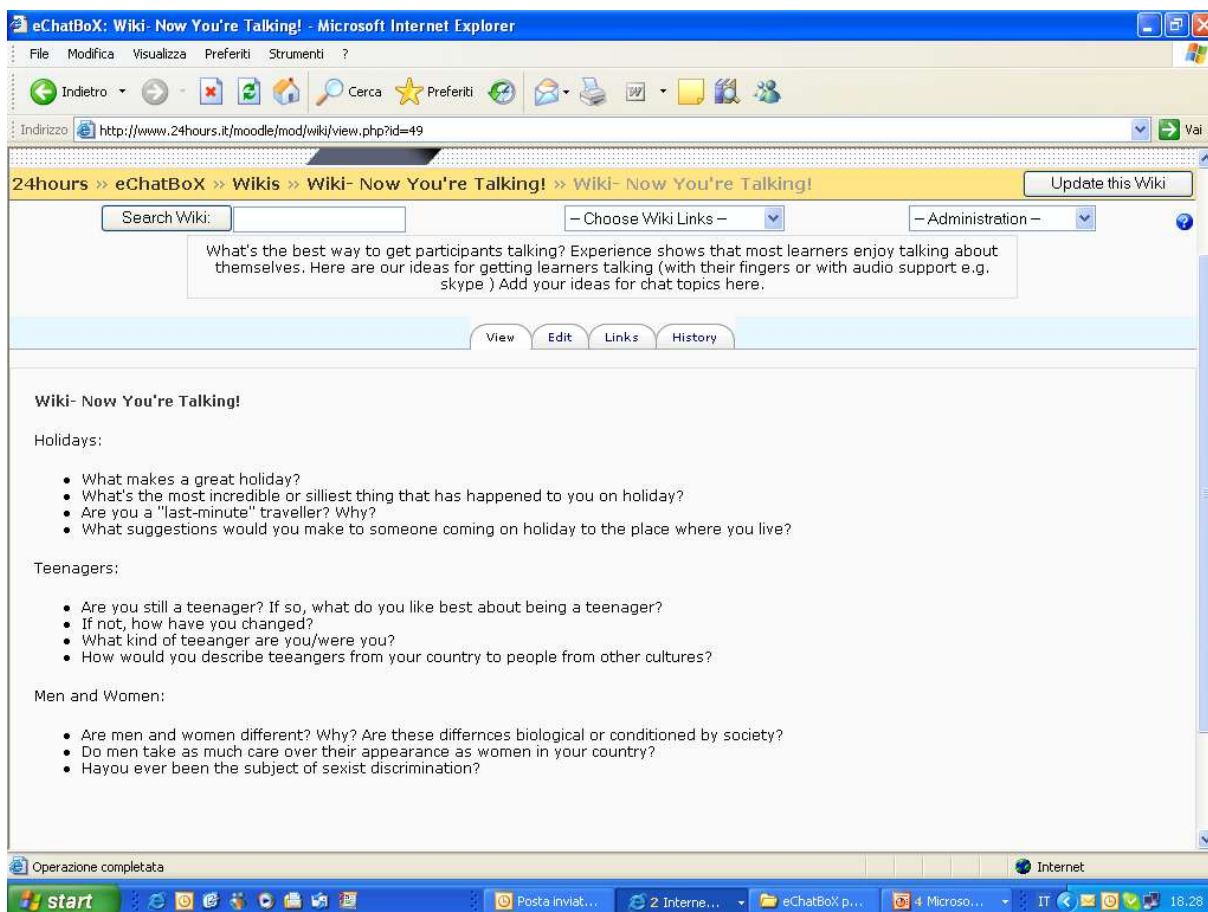 eChatBoX: Wiki- Now You're Talking! - Microsoft Internet Explorer
File Modifica Visualizza Preferiti Strumenti ?
Indietro Cerca Preferiti
Indirizzo http://www.24hours.it/moodle/mod/wiki/view.php?id=49 Vai
24hours » eChatBoX » Wikis » Wiki- Now You're Talking! » Wiki- Now You're Talking! Update this Wiki
Search Wiki: – Choose Wiki Links – – Administration –
What's the best way to get participants talking? Experience shows that most learners enjoy talking about
themselves. Here are our ideas for getting learners talking (with their fingers or with audio support e.g.
skype ) Add your ideas for chat topics here.
View Edit Links History
Wiki- Now You're Talking!
Holidays:
• What makes a great holiday?
• What's the most incredible or silliest thing that has happened to you on holiday?
• Are you a "last-minute" traveller? Why?
• What suggestions would you make to someone coming on holiday to the place where you live?
Teenagers:
• Are you still a teenager? If so, what do you like best about being a teenager?
• If not, how have you changed?
• What kind of teeanger are you/were you?
• How would you describe teeangers from your country to people from other cultures?
Men and Women:
• Are men and women different? Why? Are these differnces biological or conditioned by society?
• Do men take as much care over their appearance as women in your country?
• Hayou ever been the subject of sexist discrimination?
Operazione completata Internet
start Posta inviat... 2 Interne... eChatBoX p... 4 Microso... IT 18.28